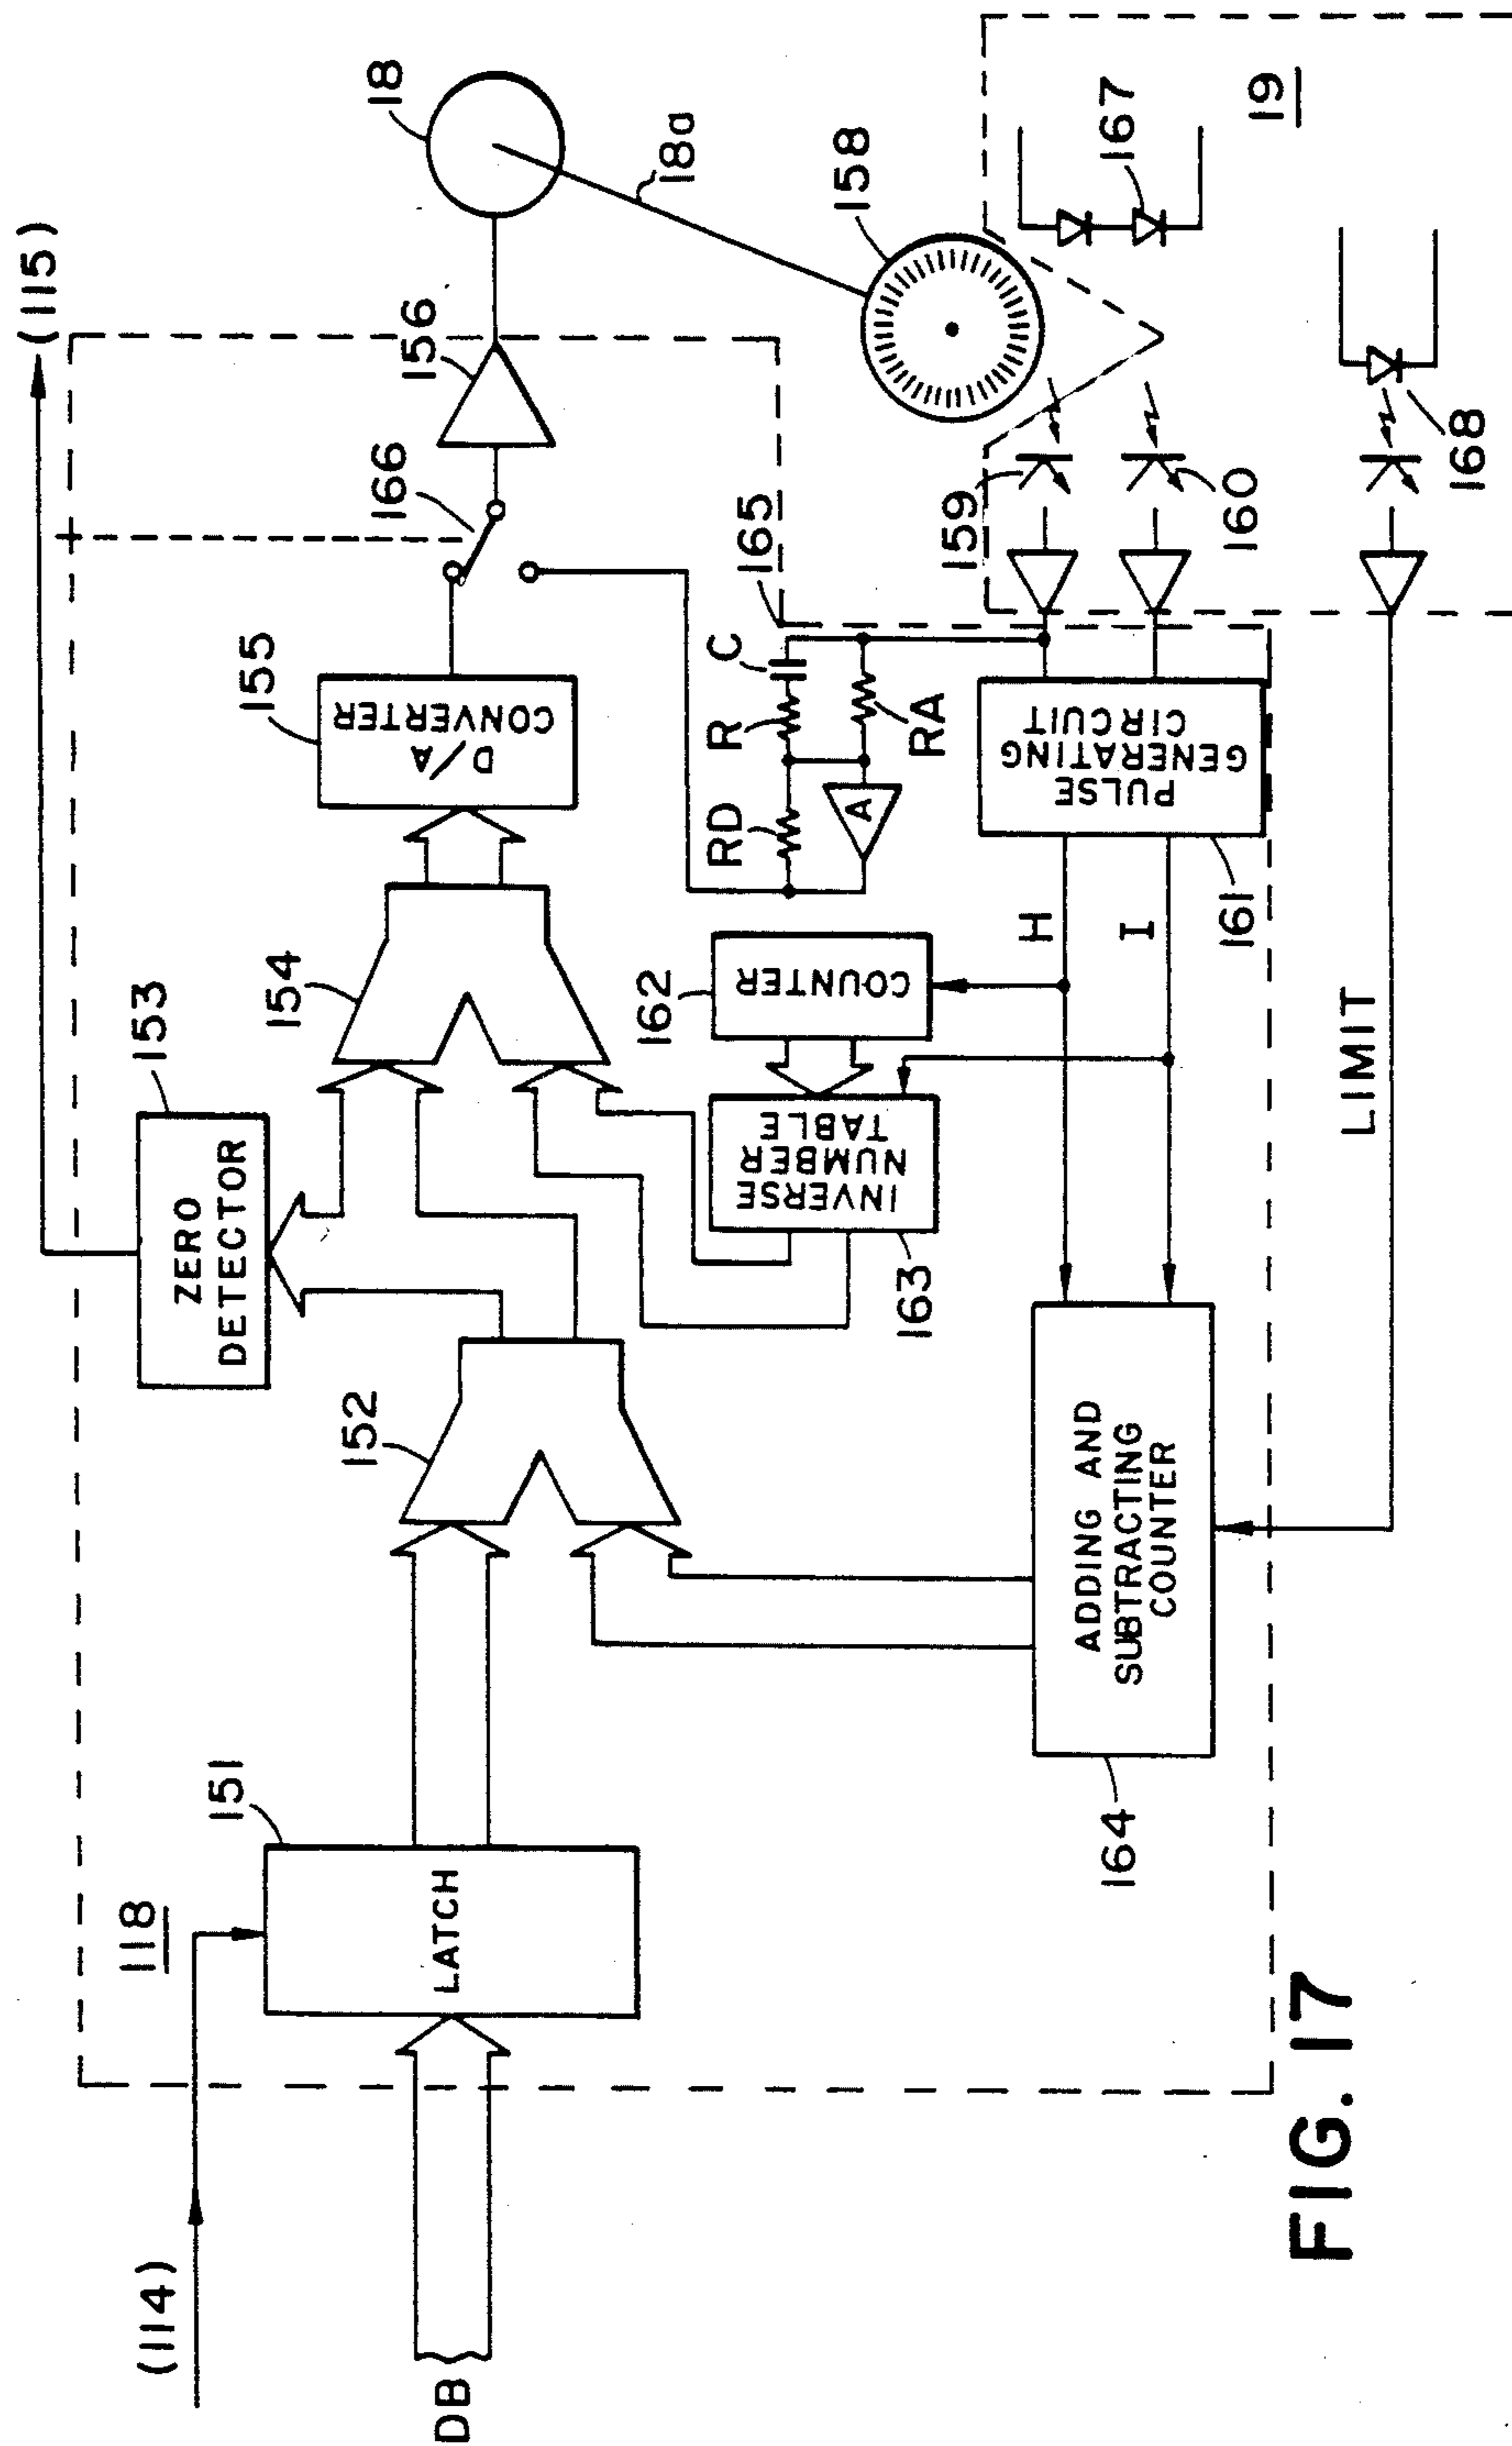 (114)
DB
118
151
LATCH
(115)
ZERO
DETECTOR
153
152
154
155
D/A
CONVERTER
166
156
18
18a
165
RD
R
C
A
RA
162
COUNTER
INVERSE
NUMBER
TABLE
163
H
I
PULSE
GENERATING
CIRCUIT
161
159
160
158
167
19
168
LIMIT
ADDING AND
SUBTRACTING
COUNTER
164
FIG. 17